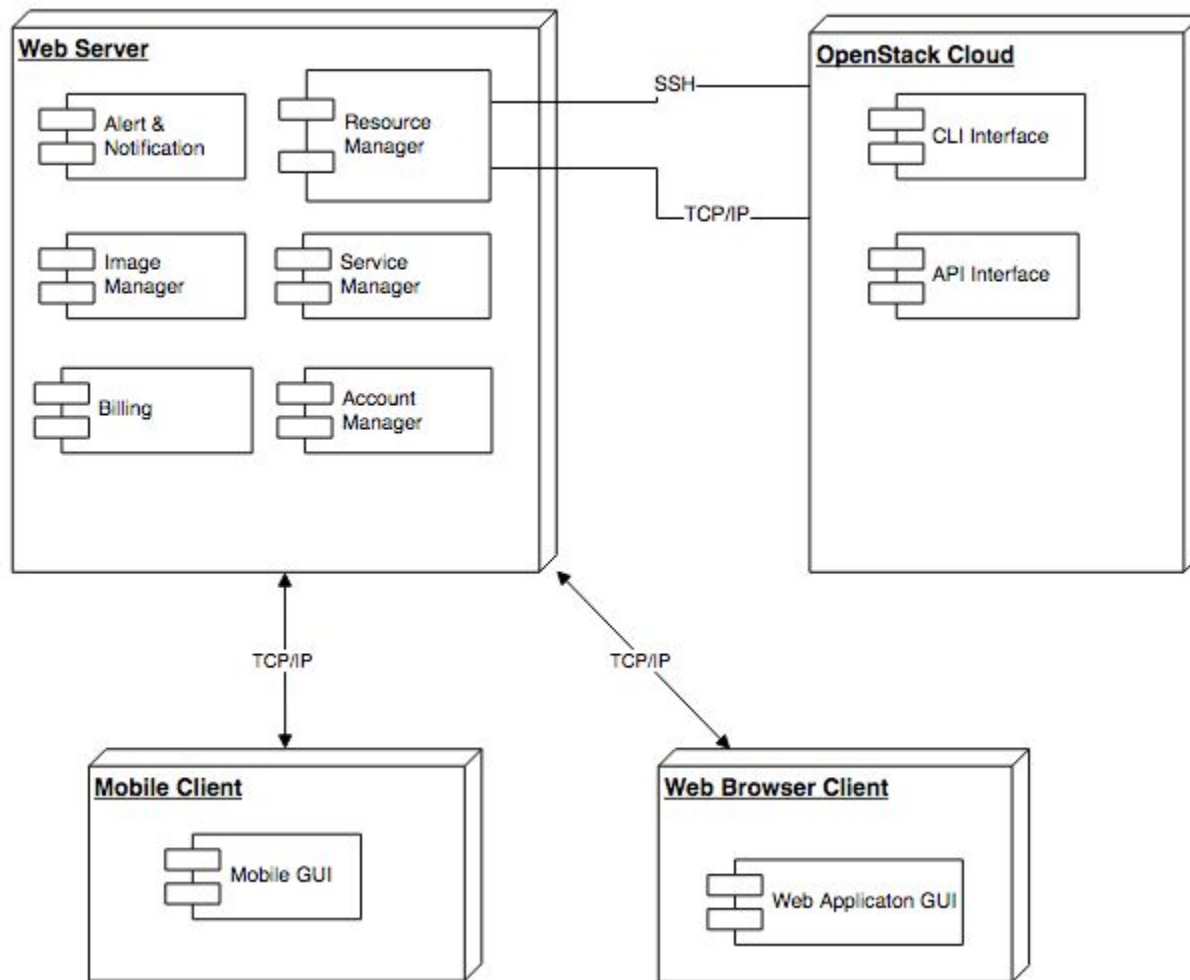 Web Server
Alert &
Notification
Resource
Manager
Image
Manager
Service
Manager
Billing
Account
Manager
SSH
TCP/IP
OpenStack Cloud
CLI Interface
API Interface
TCP/IP
TCP/IP
Mobile Client
Mobile GUI
Web Browser Client
Web Applicaton GUI